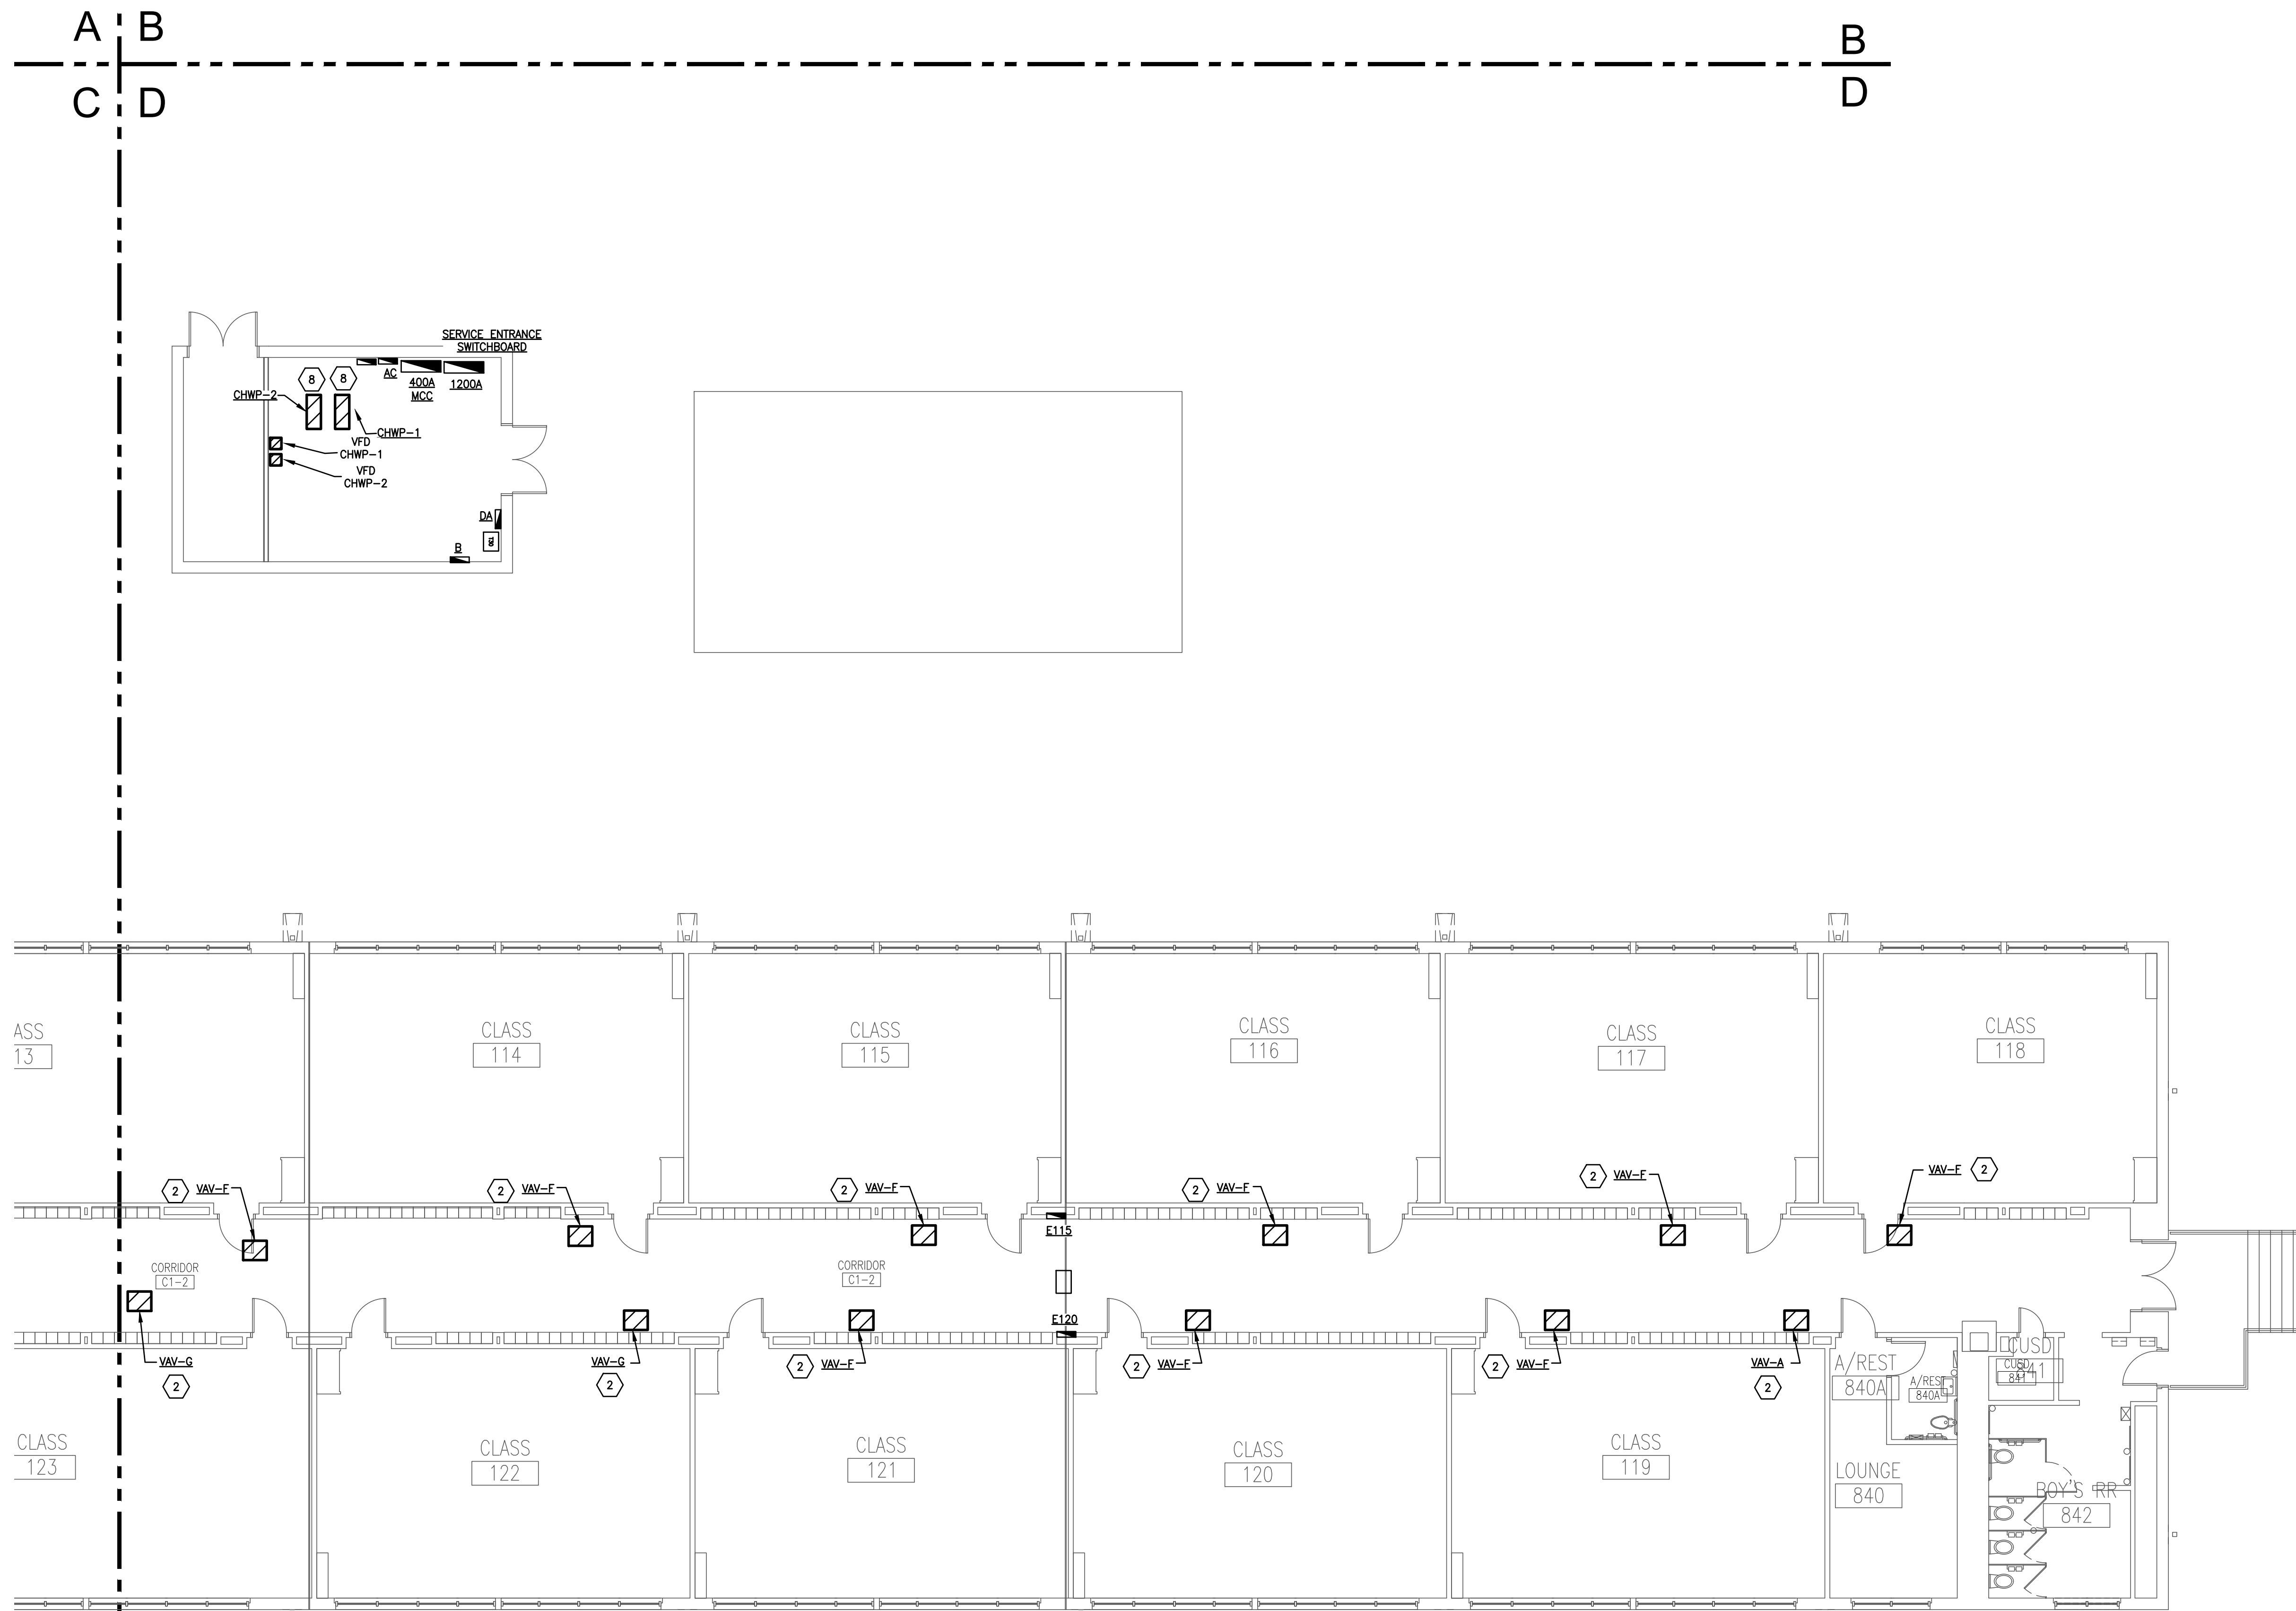 A B
B
C D
D
SERVICE ENTRANCE
SWITCHBOARD
8
8
AC
400A
MCC
1200A
CHWP-2
CHWP-1
VFD
CHWP-1
VFD
CHWP-2
DA
B
ASS
13
CLASS
114
CLASS
115
CLASS
116
CLASS
117
CLASS
118
2 VAV-F
2 VAV-F
2 VAV-F
2 VAV-F
2 VAV-F
VAV-F 2
E115
CORRIDOR
C1-2
CORRIDOR
C1-2
E120
VAV-G
2
VAV-G
2
2 VAV-F
2 VAV-F
2 VAV-F
VAV-A
2
A/REST
840A
A/REST
840A
CUSD
841
CUSD
841
CLASS
123
CLASS
122
CLASS
121
CLASS
120
CLASS
119
LOUNGE
840
BOY'S RR
842